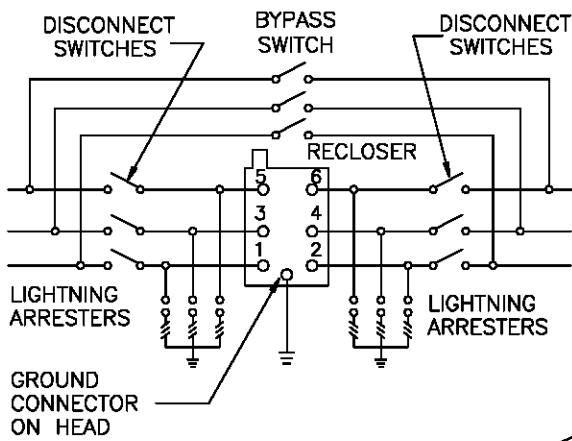 DISCONNECT
SWITCHES
BYPASS
SWITCH
DISCONNECT
SWITCHES
RECLOSER
5 6
3 4
1 2
LIGHTNING
ARRESTERS
LIGHTNING
ARRESTERS
GROUND
CONNECTOR
ON HEAD